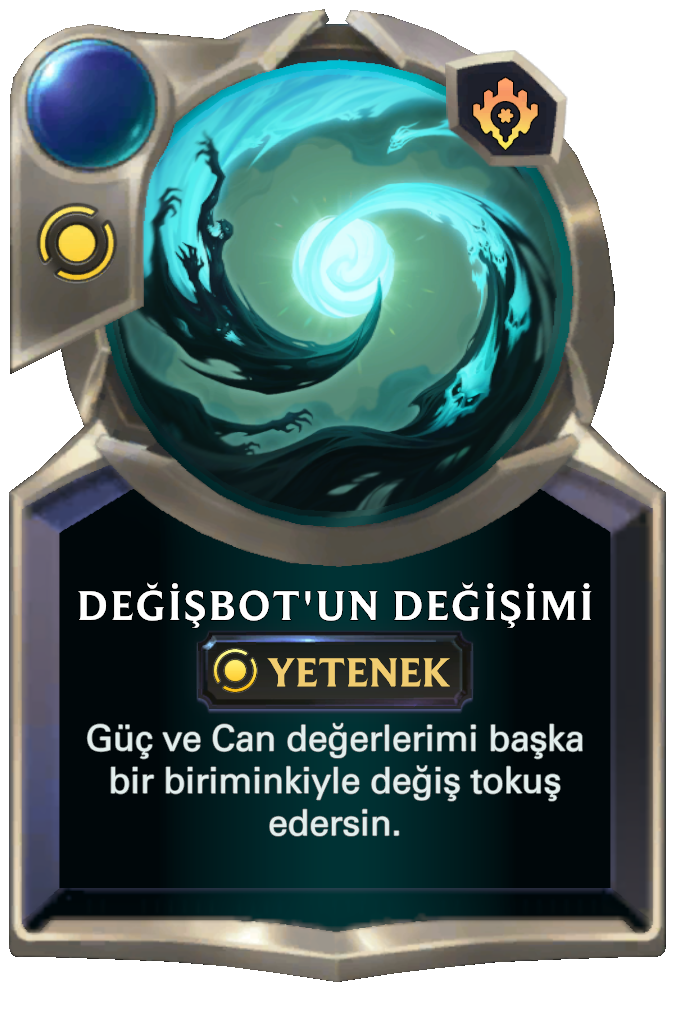 DEĞİŞBOT'UN DEĞİŞİMİ
YETENEK
Güç ve Can değerlerimi başka
bir biriminkiyle değiş tokuş
edersin.